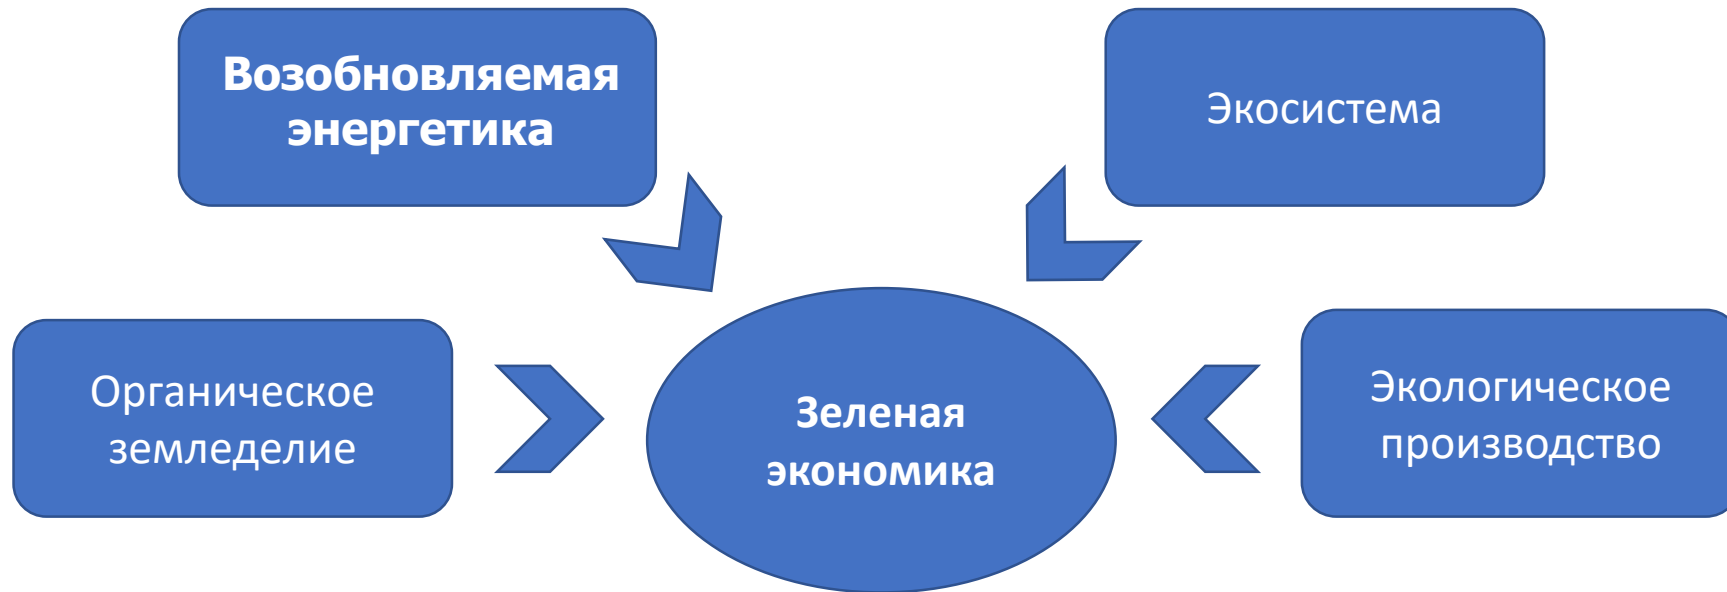 Возобновляемая
энергетика
Экосистема
Органическое
земледелие
Зеленая
экономика
Экологическое
производство